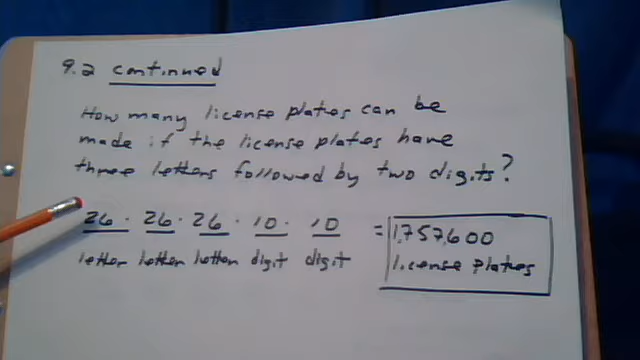 9.2 continued
How many license plates can be
made if the license plates have
three letters followed by two digits?
26 · 26 · 26 · 10 · 10 = 1,757,600
letter letter letter digit digit license plates